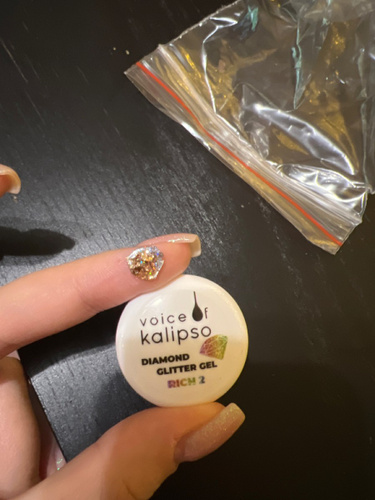 voice of
kalipso
DIAMOND
GLITTER GEL
RICH 2